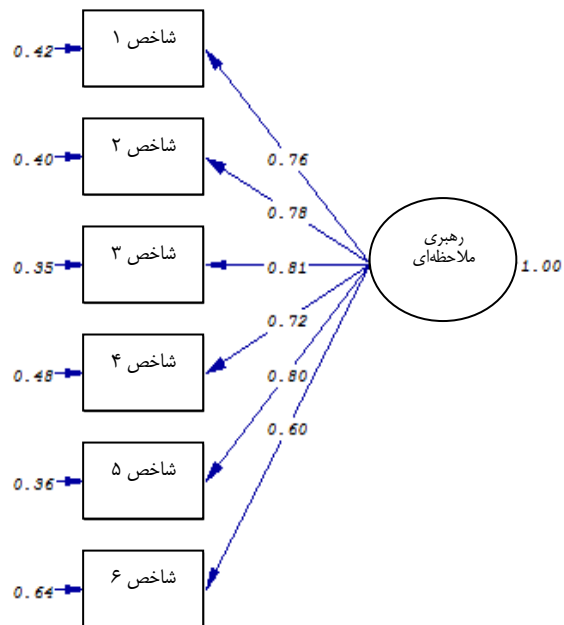 شاخص ۱
0.42
0.76
شاخص ۲
0.40
0.78
شاخص ۳
0.35
0.81
رهبری
ملاحظه‌ای
1.00
شاخص ۴
0.48
0.72
شاخص ۵
0.36
0.80
شاخص ۶
0.64
0.60